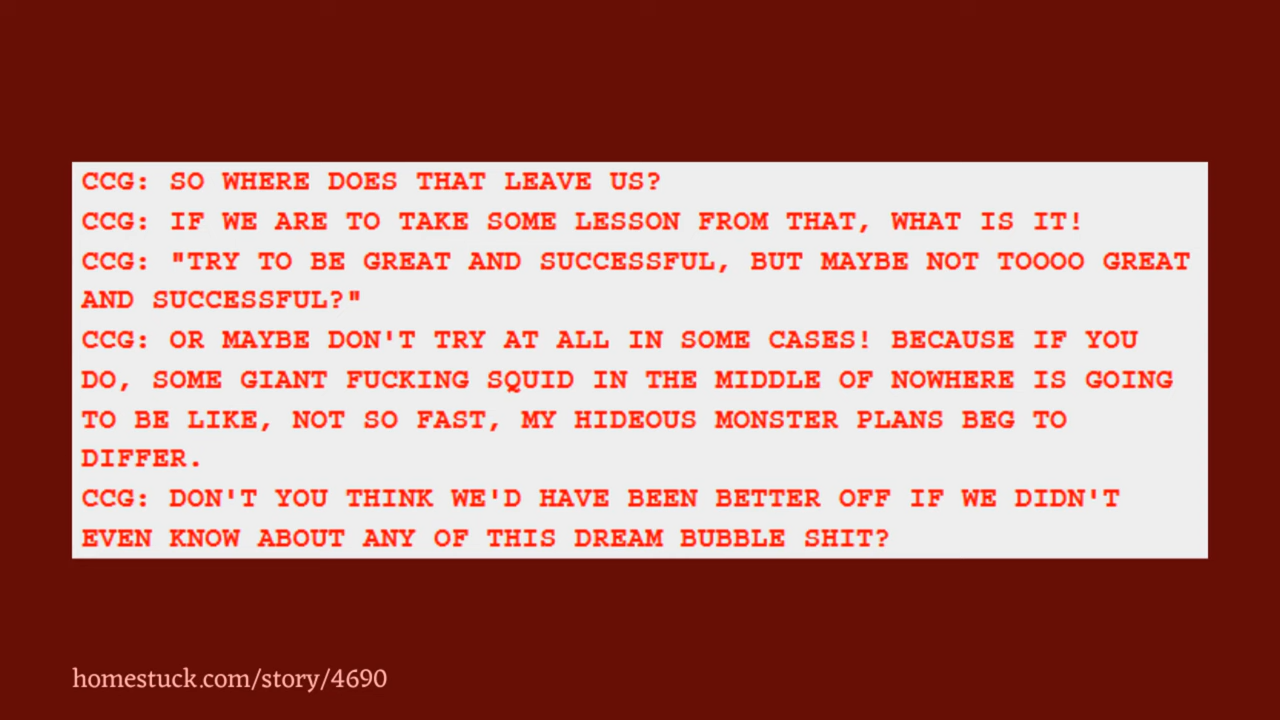 CCG: SO WHERE DOES THAT LEAVE US?
CCG: IF WE ARE TO TAKE SOME LESSON FROM THAT, WHAT IS IT!
CCG: "TRY TO BE GREAT AND SUCCESSFUL, BUT MAYBE NOT TOOOO GREAT
AND SUCCESSFUL?"
CCG: OR MAYBE DON'T TRY AT ALL IN SOME CASES! BECAUSE IF YOU
DO, SOME GIANT FUCKING SQUID IN THE MIDDLE OF NOWHERE IS GOING
TO BE LIKE, NOT SO FAST, MY HIDEOUS MONSTER PLANS BEG TO
DIFFER.
CCG: DON'T YOU THINK WE'D HAVE BEEN BETTER OFF IF WE DIDN'T
EVEN KNOW ABOUT ANY OF THIS DREAM BUBBLE SHIT?
homestuck.com/story/4690